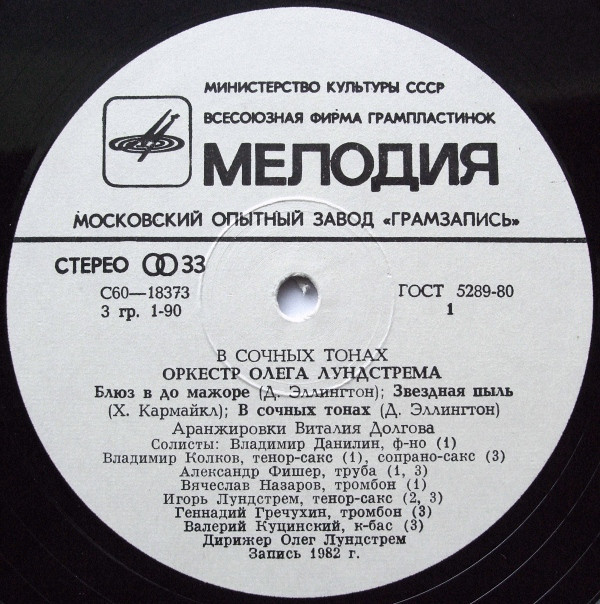 МИНИСТЕРСТВО КУЛЬТУРЫ СССР
ВСЕСОЮЗНАЯ ФИРМА ГРАМПЛАСТИНОК
МЕЛОДИЯ
МОСКОВСКИЙ ОПЫТНЫЙ ЗАВОД «ГРАМЗАПИСЬ»
СТЕРЕО 33
С60—18373
ГОСТ 5289-80
3 гр. 1-90
1
В СОЧНЫХ ТОНАХ
ОРКЕСТР ОЛЕГА ЛУНДСТРЕМА
Блюз в до мажоре (Д. Эллингтон); Звездная пыль
(Х. Кармайкл); В сочных тонах (Д. Эллингтон)
Аранжировки Виталия Долгова
Солисты: Владимир Данилин, ф-но (1)
Владимир Колков, тенор-сакс (1), сопрано-сакс (3)
Александр Фишер, труба (1, 3)
Вячеслав Назаров, тромбон (1)
Игорь Лундстрем, тенор-сакс (2, 3)
Геннадий Гречухин, тромбон (3)
Валерий Куцинский, к-бас (3)
Дирижер Олег Лундстрем
Запись 1982 г.